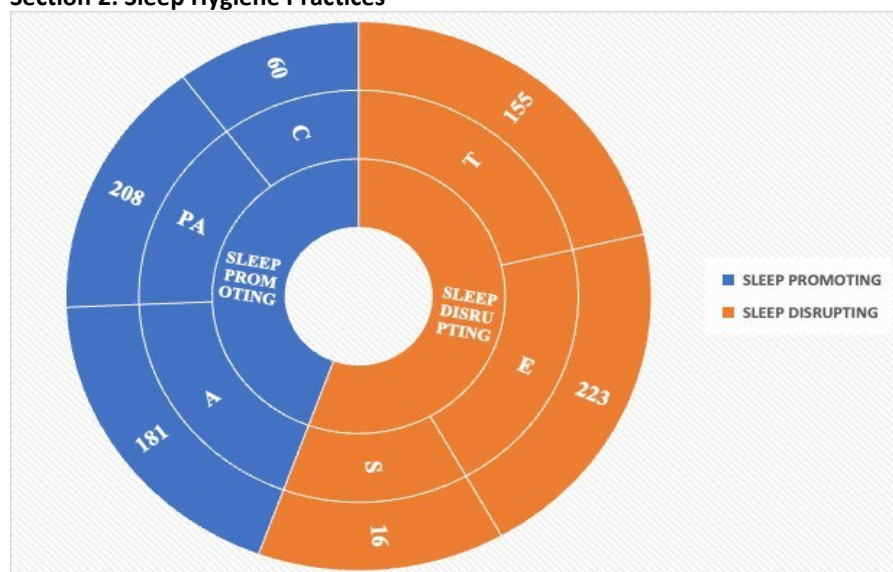 Section 2: Sleep Hygiene Practices
60
155
C
T
208
PA
SLEEP
PROM
OTING
SLEEP
DISRU
PTING
SLEEP PROMOTING
SLEEP DISRUPTING
A
E
223
181
S
16